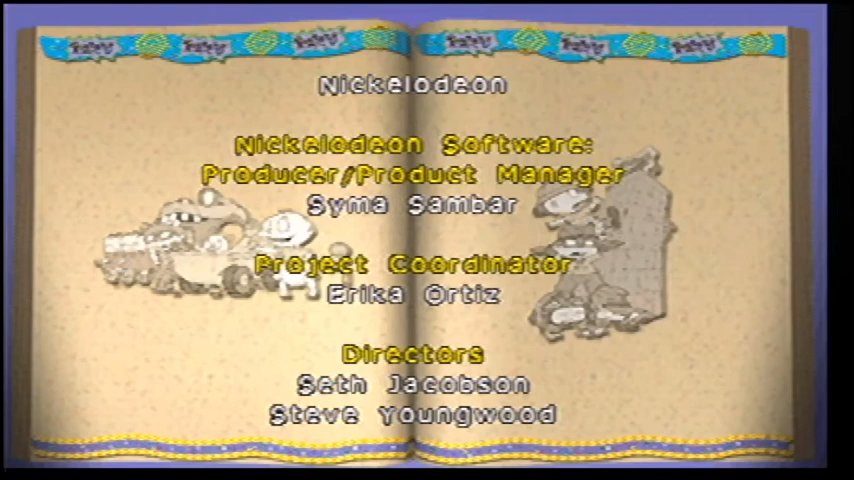 Nickelodeon
Nickelodeon Software:
Producer/Product Manager
Syma Sambar
Project Coordinator
Erika Ortiz
Directors
Seth Jacobson
Steve Youngwood